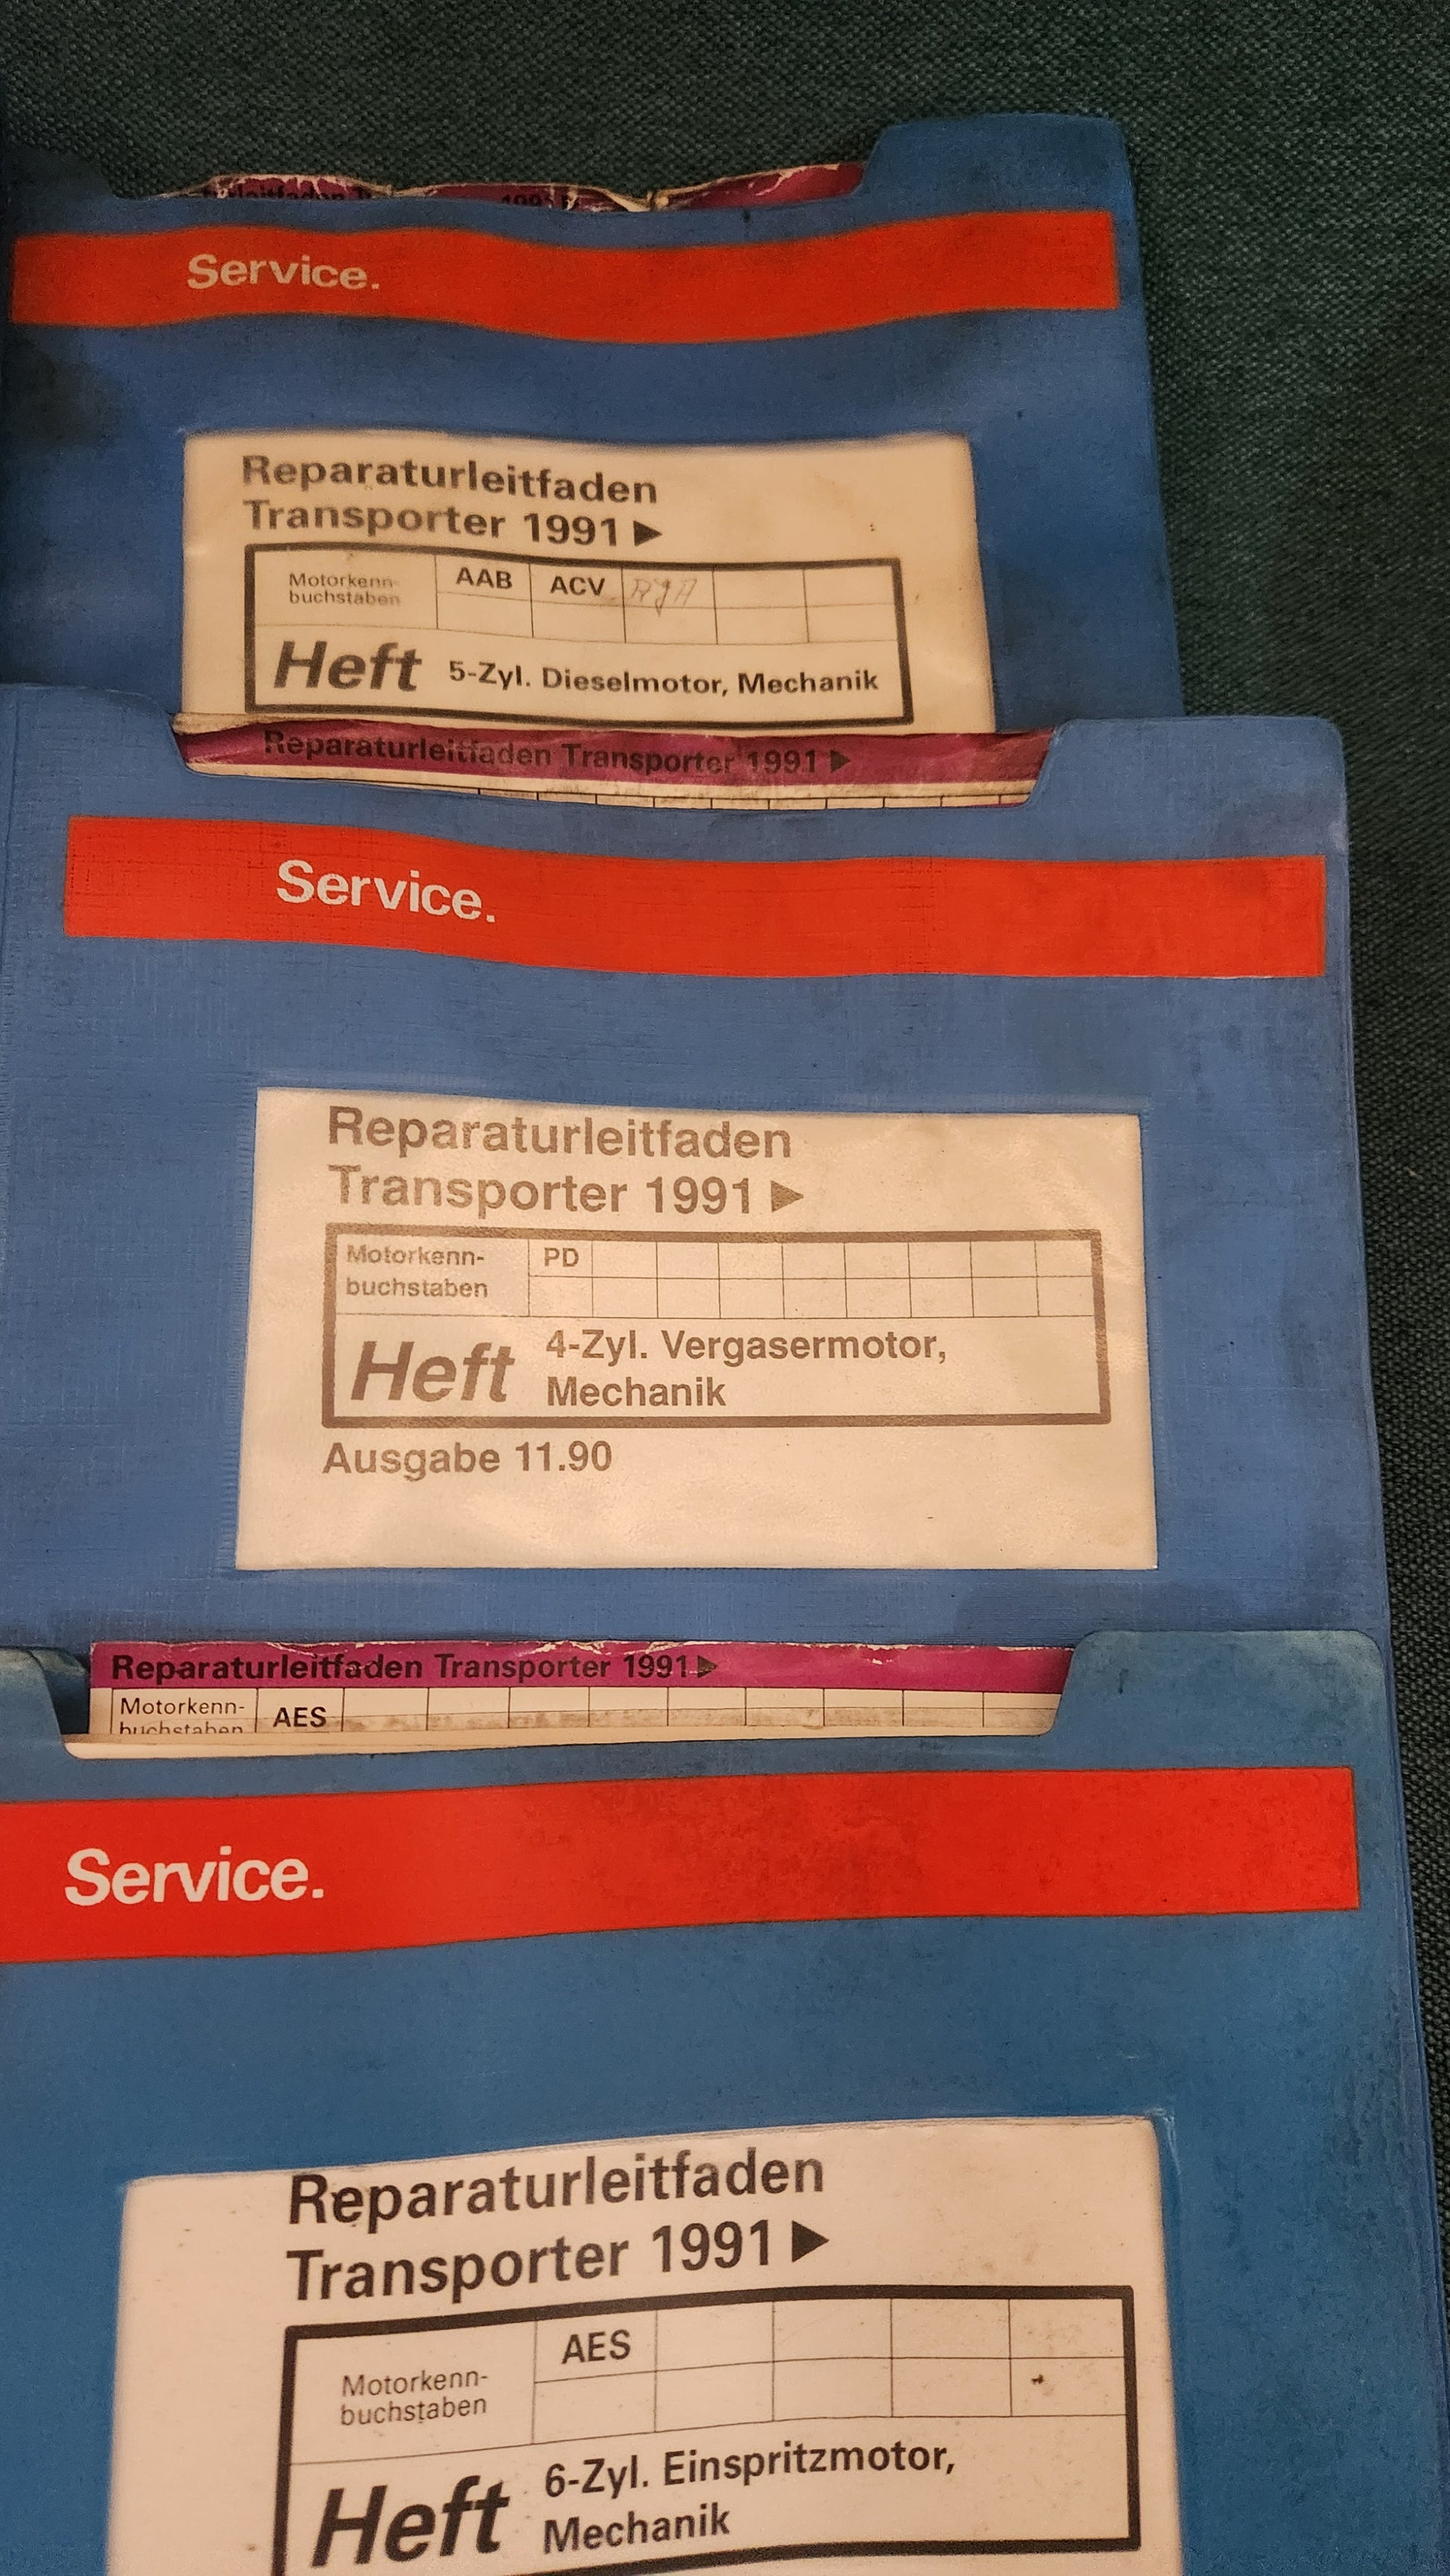 Service.
Reparaturleitfaden
Transporter 1991 ▶
Motorkenn-
buchstaben
AAB ACV
Heft 5-Zyl. Dieselmotor, Mechanik
Reparaturleitfaden Transporter 1991 ▶
Service.
Reparaturleitfaden
Transporter 1991 ▶
Motorkenn-
buchstaben
PD
Heft 4-Zyl. Vergasermotor,
Mechanik
Ausgabe 11.90
Reparaturleitfaden Transporter 1991 ▶
Motorkenn-
buchstaben
AES
Service.
Reparaturleitfaden
Transporter 1991 ▶
Motorkenn-
buchstaben
AES
Heft 6-Zyl. Einspritzmotor,
Mechanik